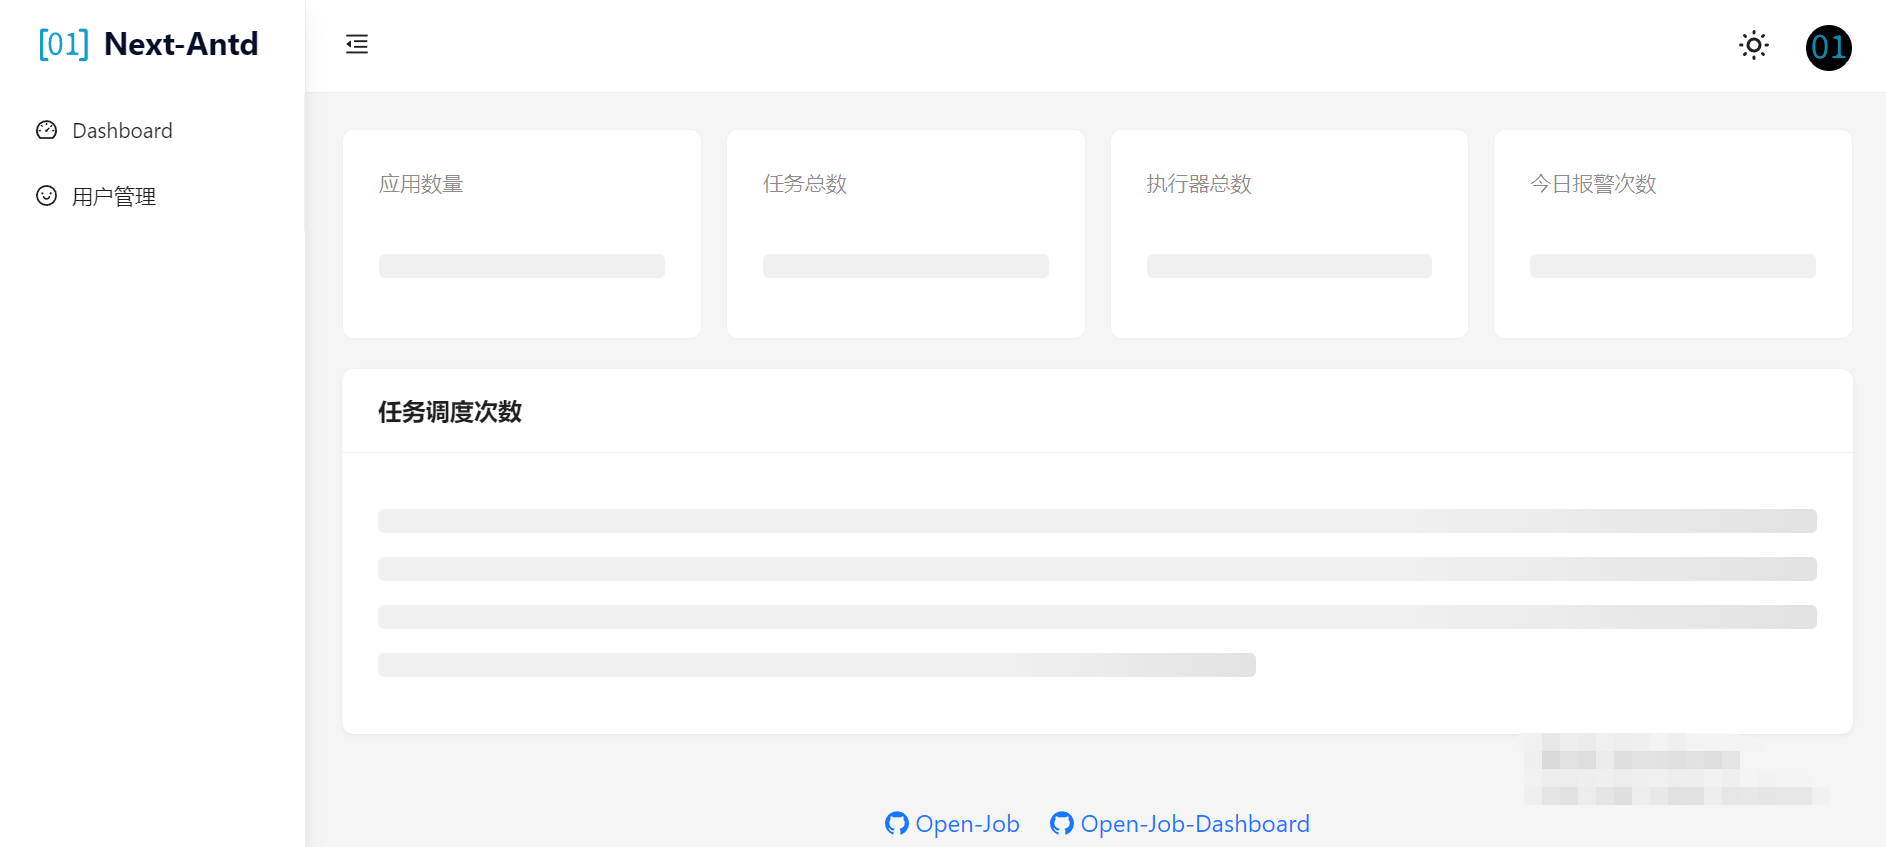 [01] Next-Antd
01
Dashboard
用户管理
应用数量
任务总数
执行器总数
今日报警次数
任务调度次数
Open-Job
Open-Job-Dashboard